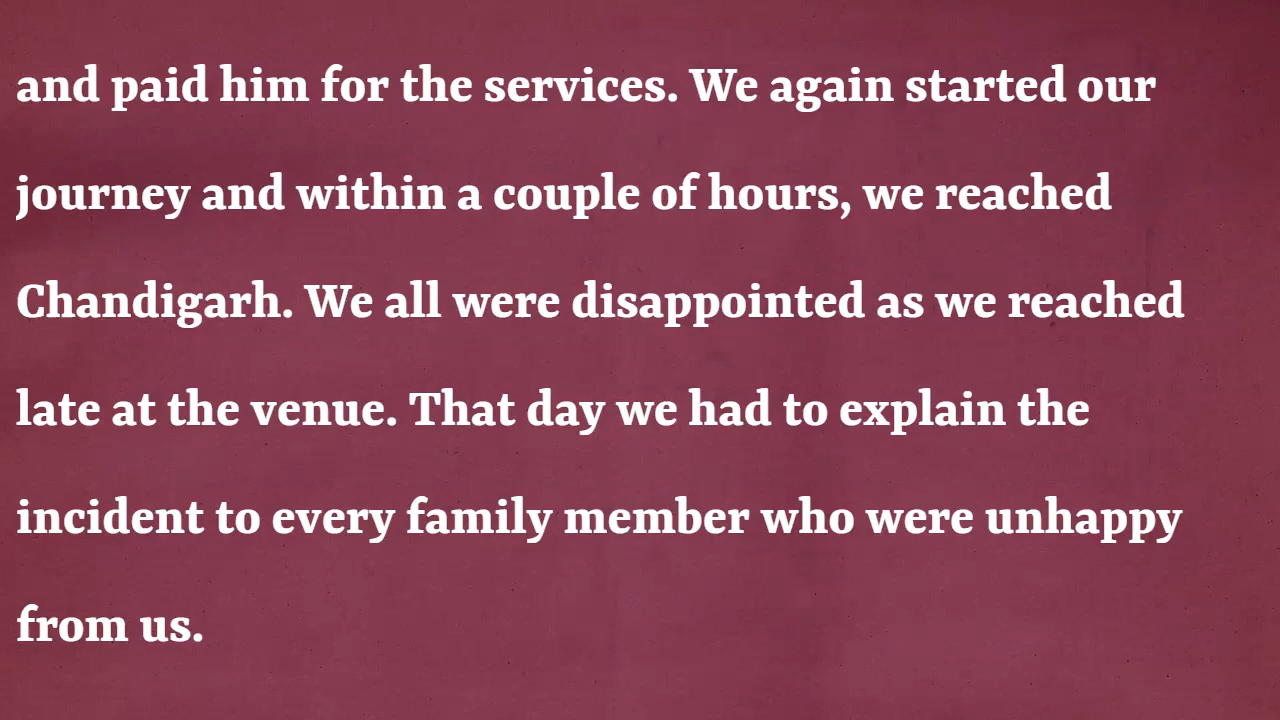 and paid him for the services. We again started our
journey and within a couple of hours, we reached
Chandigarh. We all were disappointed as we reached
late at the venue. That day we had to explain the
incident to every family member who were unhappy
from us.